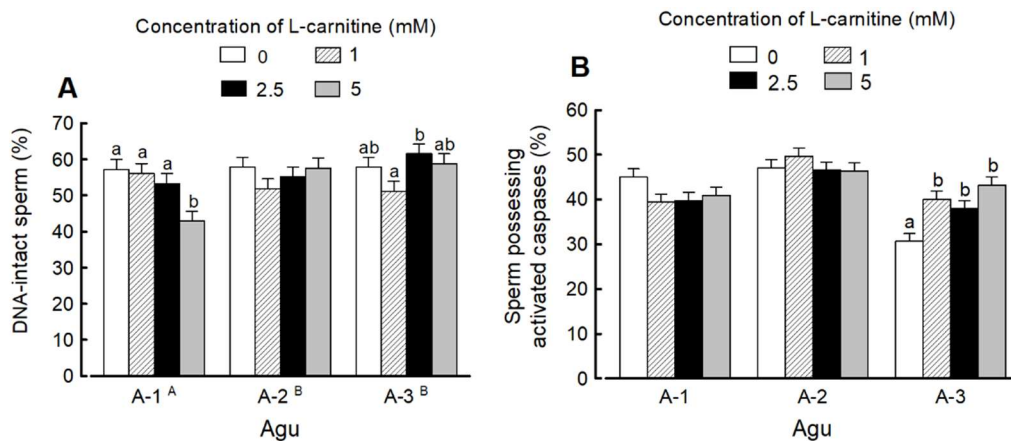 Concentration of L-carnitine (mM)
0 1
2.5 5
A
DNA-intact sperm (%)
70
60
50
40
30
20
10
0
a a a b
ab a b ab
A-1 A A-2 B A-3 B
Agu
Concentration of L-carnitine (mM)
0 1
2.5 5
B
Sperm possessing
activated caspases (%)
60
50
40
30
20
10
0
a b b b
A-1 A-2 A-3
Agu